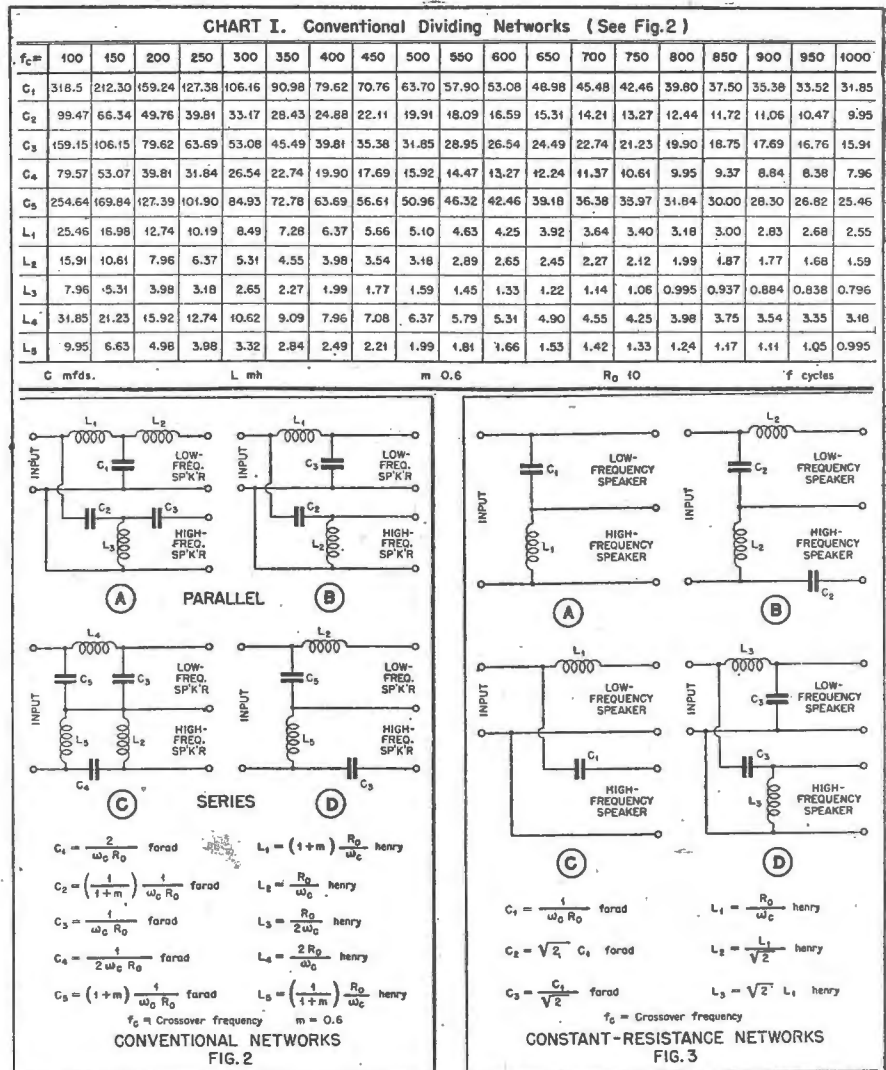 CHART I. Conventional Dividing Networks (See Fig.2)
fc= 100 150 200 250 300 350 400 450 500 550 600 650 700 750 800 850 900 950 1000
C₁ 318.5 212.30 159.24 127.38 106.16 90.98 79.62 70.76 63.70 57.90 53.08 48.98 45.48 42.46 39.80 37.50 35.38 33.52 31.85
C₂ 99.47 66.34 49.76 39.81 33.17 28.43 24.88 22.11 19.91 18.09 16.59 15.31 14.21 13.27 12.44 11.72 11.06 10.47 9.95
C₃ 159.15 106.15 79.62 63.69 53.08 45.49 39.81 35.38 31.85 28.95 26.54 24.49 22.74 21.23 19.90 18.75 17.69 16.76 15.91
C₄ 79.57 53.07 39.81 31.84 26.54 22.74 19.90 17.69 15.92 14.47 13.27 12.24 11.37 10.61 9.95 9.37 8.84 8.38 7.96
C₅ 254.64 169.84 127.39 101.90 84.93 72.78 63.69 56.61 50.96 46.32 42.46 39.18 36.38 33.97 31.84 30.00 28.30 26.82 25.46
L₁ 25.46 16.98 12.74 10.19 8.49 7.28 6.37 5.66 5.10 4.63 4.25 3.92 3.64 3.40 3.18 3.00 2.83 2.68 2.55
L₂ 15.91 10.61 7.96 6.37 5.31 4.55 3.98 3.54 3.18 2.89 2.65 2.45 2.27 2.12 1.99 1.87 1.77 1.68 1.59
L₃ 7.96 5.31 3.98 3.18 2.65 2.27 1.99 1.77 1.59 1.45 1.33 1.22 1.14 1.06 0.995 0.937 0.884 0.838 0.796
L₄ 31.85 21.23 15.92 12.74 10.62 9.09 7.96 7.08 6.37 5.79 5.31 4.90 4.55 4.25 3.98 3.75 3.54 3.35 3.18
L₅ 9.95 6.63 4.98 3.98 3.32 2.84 2.49 2.21 1.99 1.81 1.66 1.53 1.42 1.33 1.24 1.17 1.11 1.05 0.995
C mfds. L mh m 0.6 R₀ 10 f cycles
L₁ L₂
INPUT
C₁
LOW-
FREQ.
SP'K'R
C₂ C₃
L₃
HIGH-
FREQ.
SP'K'R
A
L₁
INPUT
C₃
LOW-
FREQ.
SP'K'R
C₂
L₂
HIGH-
FREQ.
SP'K'R
B
PARALLEL
L₄
INPUT
C₅ C₃
LOW-
FREQ.
SP'K'R
L₅ L₂
HIGH-
FREQ.
SP'K'R
C₄
C
L₂
INPUT
C₅
LOW-
FREQ.
SP'K'R
L₅
HIGH-
FREQ.
SP'K'R
C₃
D
SERIES
C₁ = 2/(ωc R₀) farad
L₁ = (1+m) R₀/ωc henry
C₂ = (1/(1+m)) 1/(ωc R₀) farad
L₂ = R₀/ωc henry
C₃ = 1/(ωc R₀) farad
L₃ = R₀/(2ωc) henry
C₄ = 1/(2ωc R₀) farad
L₄ = 2R₀/ωc henry
C₅ = (1+m) 1/(ωc R₀) farad
L₅ = (1/(1+m)) R₀/ωc henry
fc = Crossover frequency m = 0.6
CONVENTIONAL NETWORKS
FIG.2
INPUT
C₁
LOW-
FREQUENCY
SPEAKER
L₁
HIGH-
FREQUENCY
SPEAKER
A
L₂
INPUT
C₂
LOW-
FREQUENCY
SPEAKER
L₂
HIGH-
FREQUENCY
SPEAKER
C₂
B
L₁
INPUT
LOW-
FREQUENCY
SPEAKER
C₁
HIGH-
FREQUENCY
SPEAKER
C
L₃
INPUT
C₃
LOW-
FREQUENCY
SPEAKER
C₃
L₃
HIGH-
FREQUENCY
SPEAKER
D
C₁ = 1/(ωc R₀) farad
L₁ = R₀/ωc henry
C₂ = √2 C₁ farad
L₂ = L₁/√2 henry
C₃ = C₁/√2 farad
L₃ = √2 L₁ henry
fc = Crossover frequency
CONSTANT-RESISTANCE NETWORKS
FIG.3